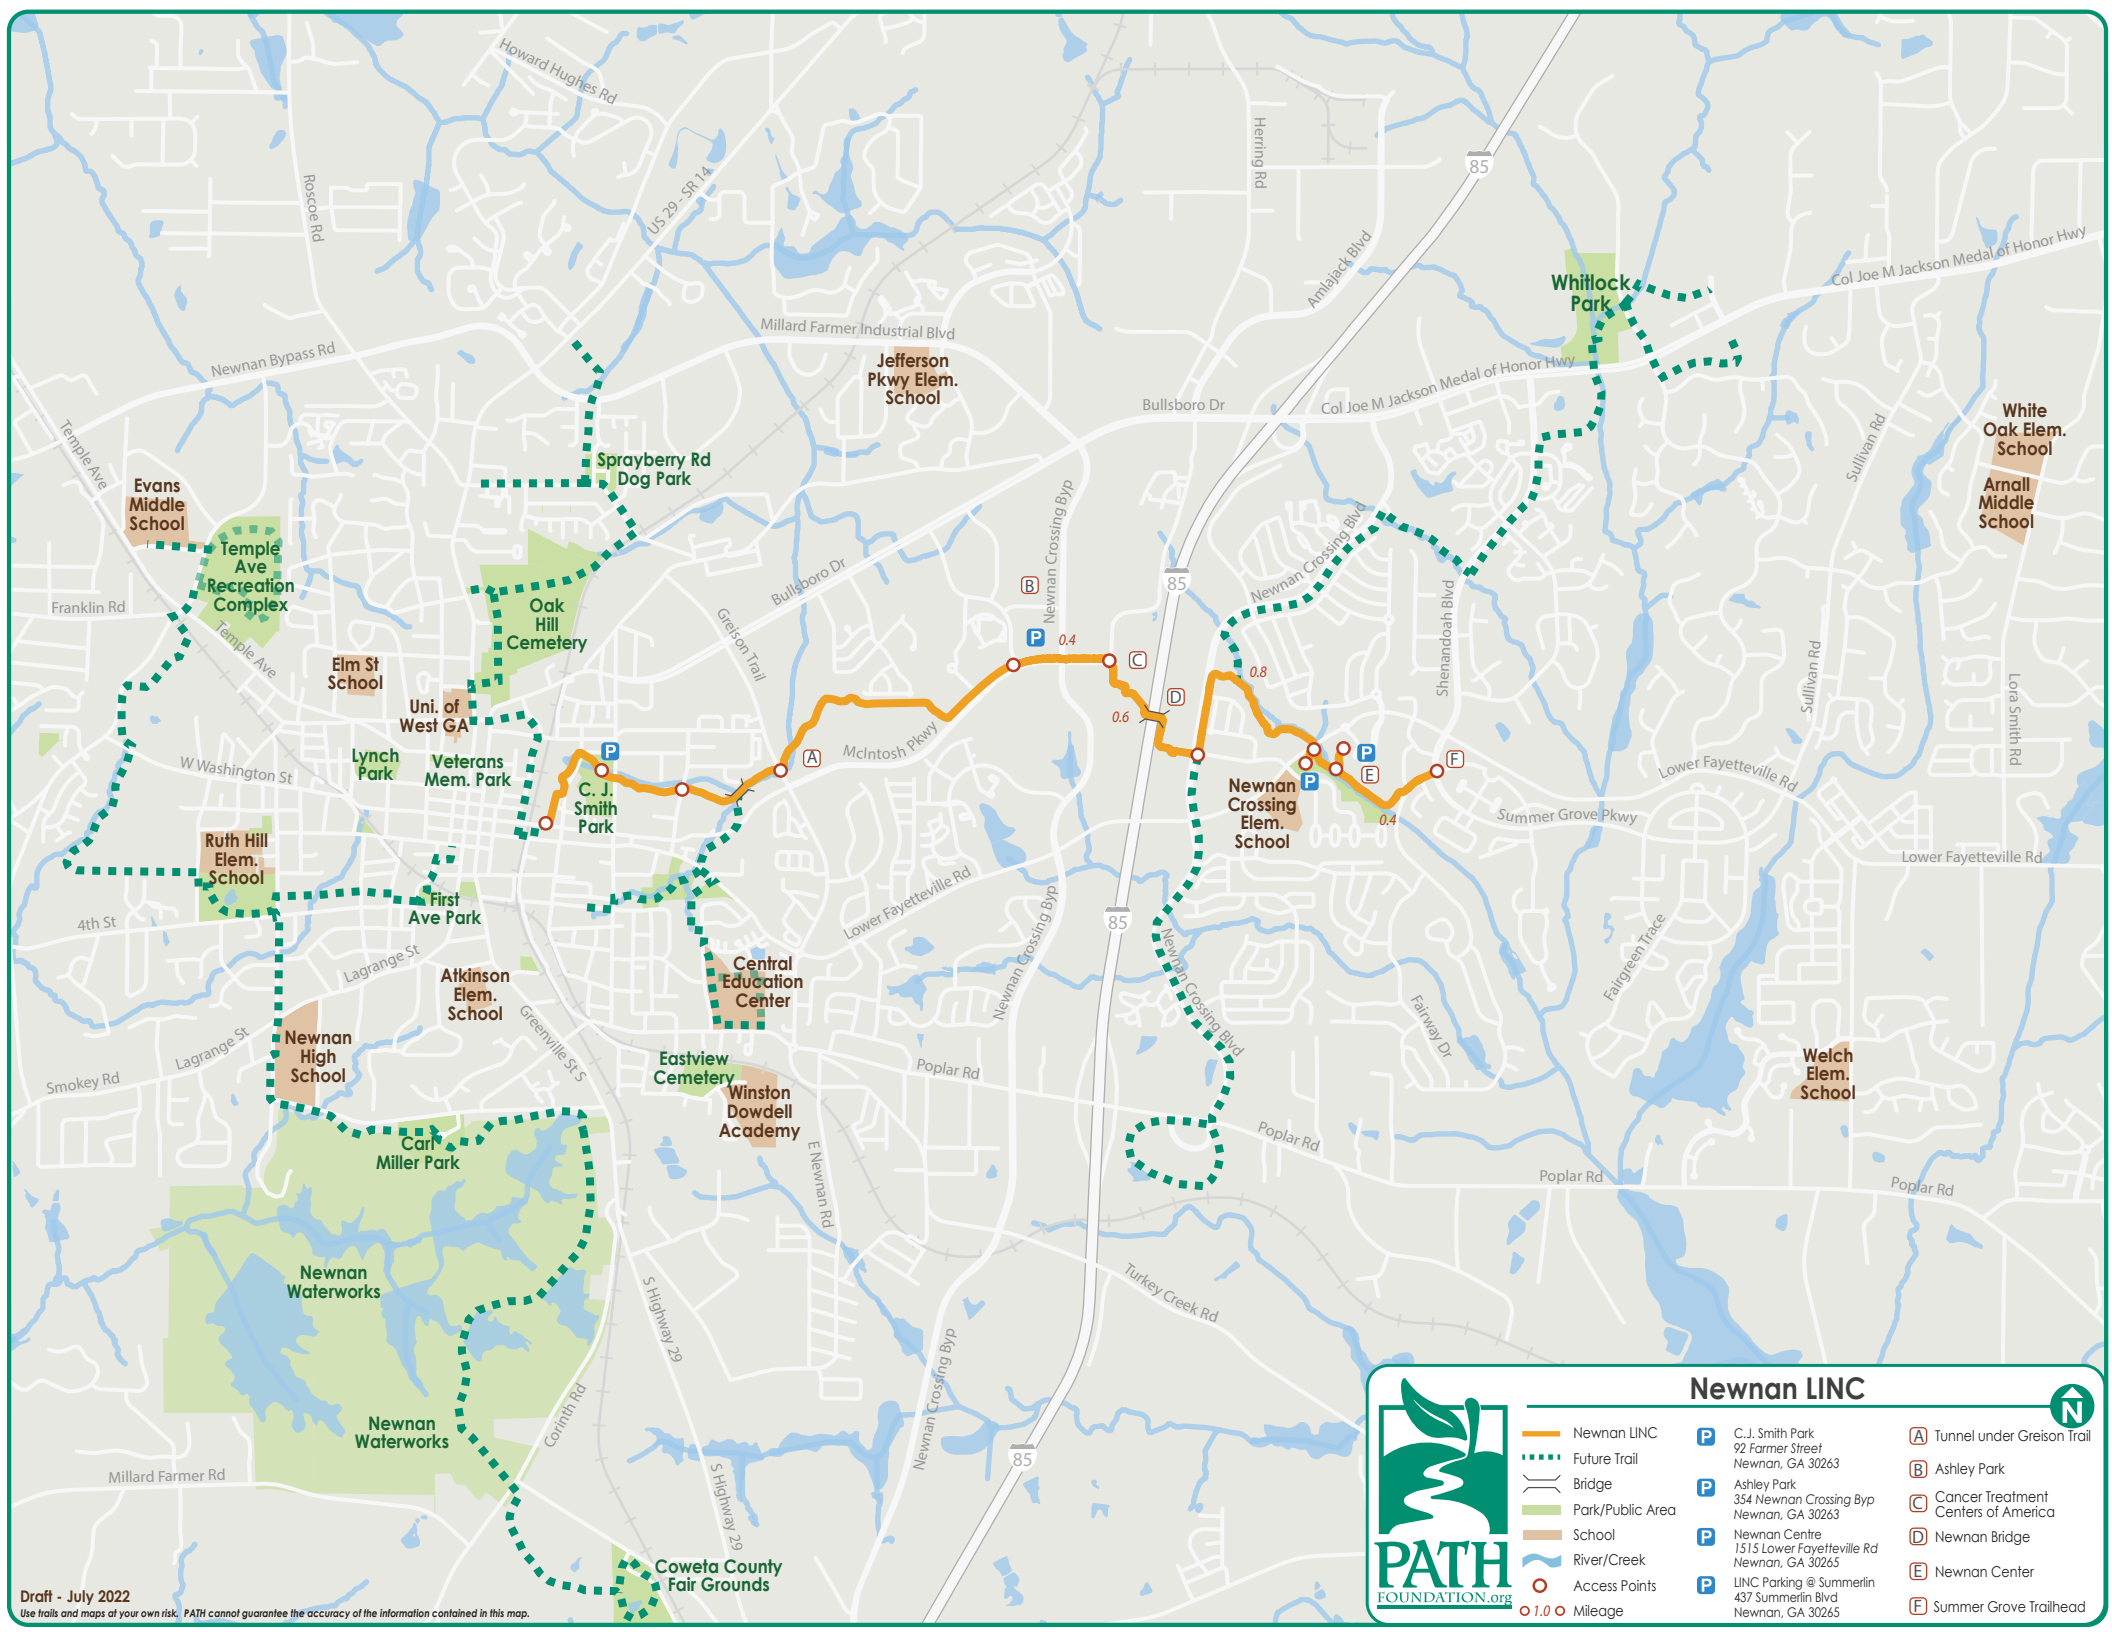 Howard Hughes Rd
Roscoe Rd
US 29 - SR 14
Herring Rd
85
Amlajack Blvd
Col Joe M Jackson Medal of Honor Hwy
Whitlock
Park
Millard Farmer Industrial Blvd
Newnan Bypass Rd
Jefferson
Pkwy Elem.
School
Col Joe M Jackson Medal of Honor Hwy
Bullsboro Dr
White
Oak Elem.
School
Sullivan Rd
Temple Ave
Sprayberry Rd
Dog Park
Evans
Middle
School
Arnall
Middle
School
Newnan Crossing Byp
Newnan Crossing Blvd
Temple
Ave
Recreation
Complex
Bullsboro Dr
B
85
Franklin Rd
Oak
Hill
Cemetery
Greison Trail
Shenandoah Blvd
Temple Ave
P
0.4
Elm St
School
C
0.8
Sullivan Rd
Lora Smith Rd
D
Uni. of
West GA
0.6
McIntosh Pkwy
Lynch
Park
Veterans
Mem. Park
W Washington St
P
A
P
E
F
Lower Fayetteville Rd
C. J.
Smith
Park
Newnan
Crossing
Elem.
School
P
0.4
Summer Grove Pkwy
Ruth Hill
Elem.
School
Lower Fayetteville Rd
First
Ave Park
Lower Fayetteville Rd
4th St
85
Newnan Crossing Byp
Fairgreen Trace
Lagrange St
Central
Education
Center
Atkinson
Elem.
School
Newnan Crossing Blvd
Fairway Dr
Greenville St S
Newnan
High
School
Lagrange St
Smokey Rd
Eastview
Cemetery
Poplar Rd
Welch
Elem.
School
Winston
Dowdell
Academy
Carl
Miller Park
Poplar Rd
E Newnan Rd
Poplar Rd
Poplar Rd
Newnan
Waterworks
Turkey Creek Rd
S Highway 29
Newnan Crossing Byp
Corinth Rd
Newnan
Waterworks
85
Millard Farmer Rd
S Highway 29
Coweta County
Fair Grounds
Draft - July 2022
Use trails and maps at your own risk. PATH cannot guarantee the accuracy of the information contained in this map.
Newnan LINC
N
PATH
FOUNDATION.org
Newnan LINC
Future Trail
Bridge
Park/Public Area
School
River/Creek
Access Points
1.0 Mileage
P C.J. Smith Park
92 Farmer Street
Newnan, GA 30263
P Ashley Park
354 Newnan Crossing Byp
Newnan, GA 30263
P Newnan Centre
1515 Lower Fayetteville Rd
Newnan, GA 30265
P LINC Parking @ Summerlin
437 Summerlin Blvd
Newnan, GA 30265
A Tunnel under Greison Trail
B Ashley Park
C Cancer Treatment
Centers of America
D Newnan Bridge
E Newnan Center
F Summer Grove Trailhead